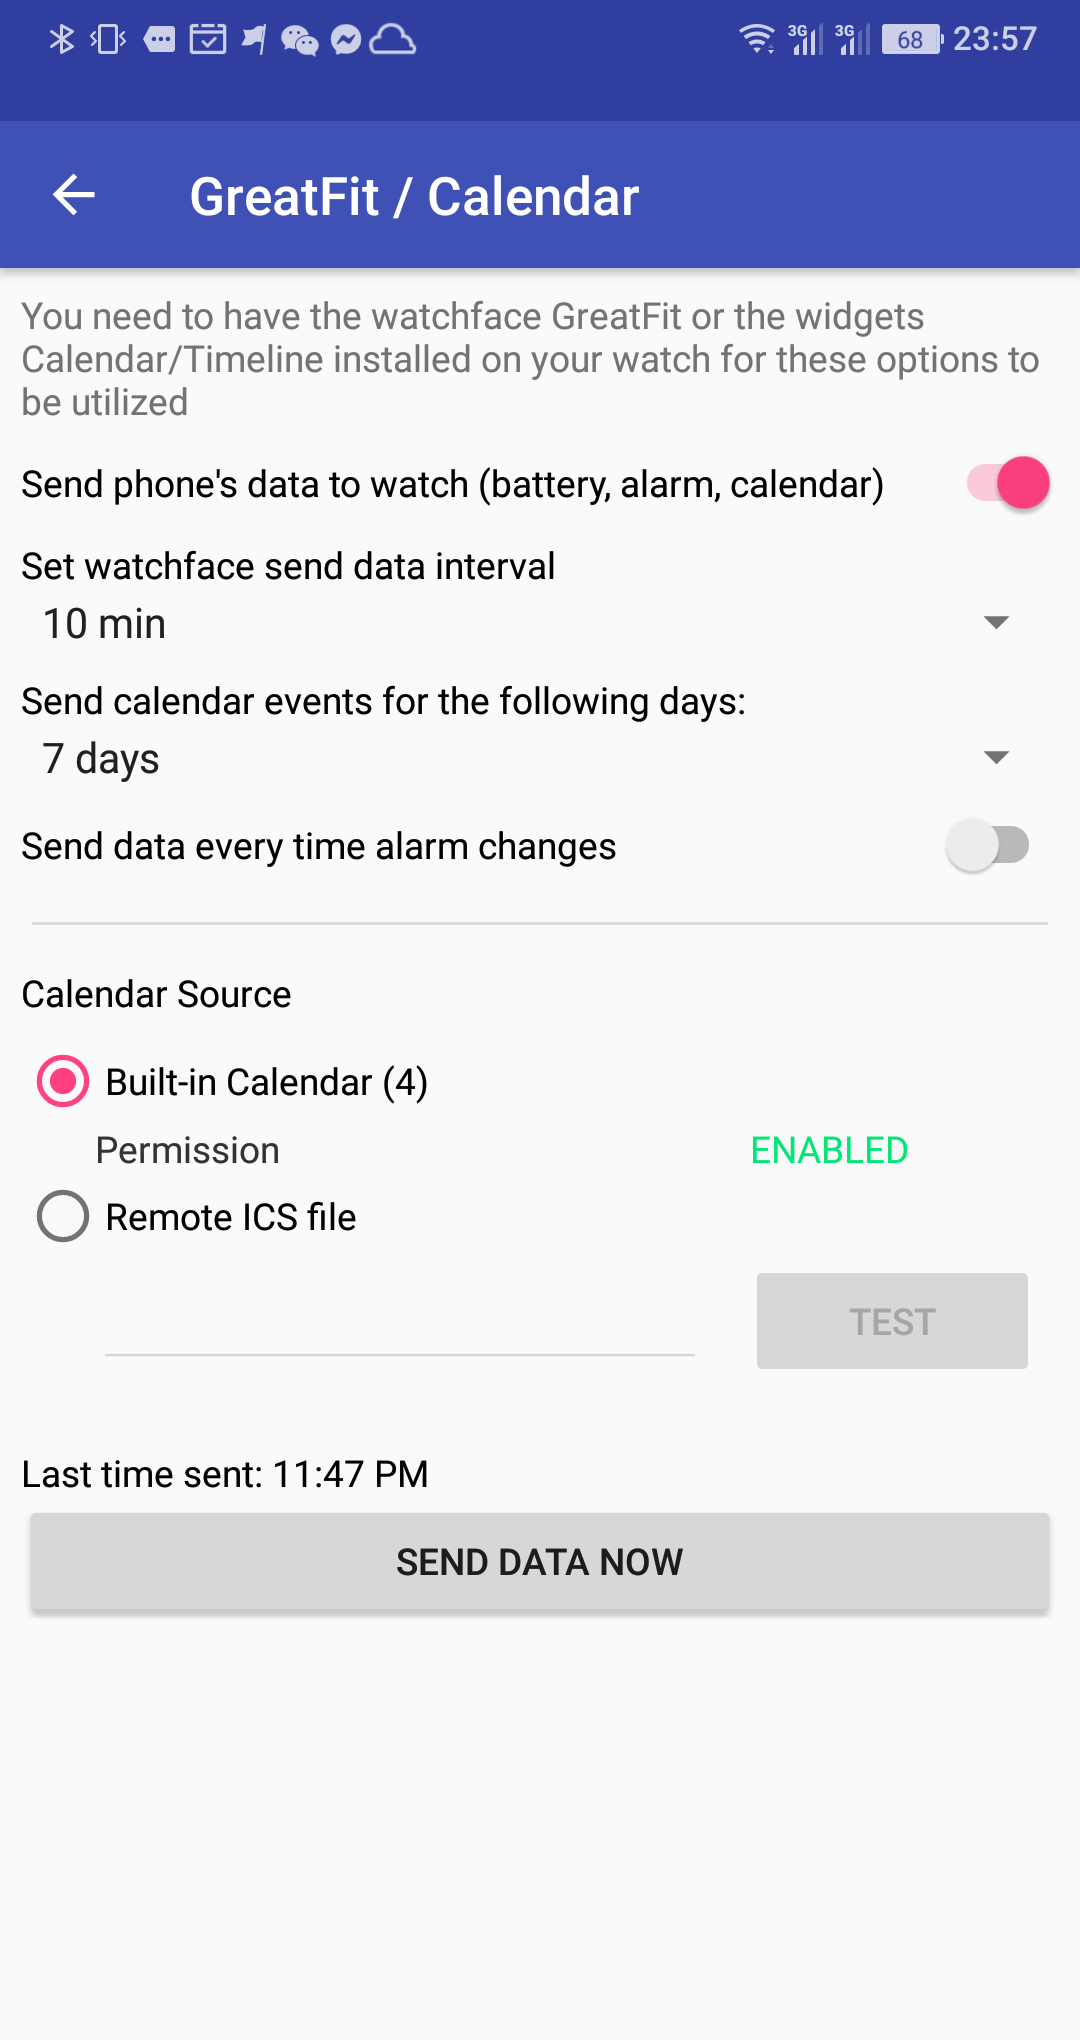 3G 3G 68 23:57
GreatFit / Calendar
You need to have the watchface GreatFit or the widgets
Calendar/Timeline installed on your watch for these options to
be utilized
Send phone's data to watch (battery, alarm, calendar)
Set watchface send data interval
10 min
Send calendar events for the following days:
7 days
Send data every time alarm changes
Calendar Source
Built-in Calendar (4)
Permission ENABLED
Remote ICS file
TEST
Last time sent: 11:47 PM
SEND DATA NOW